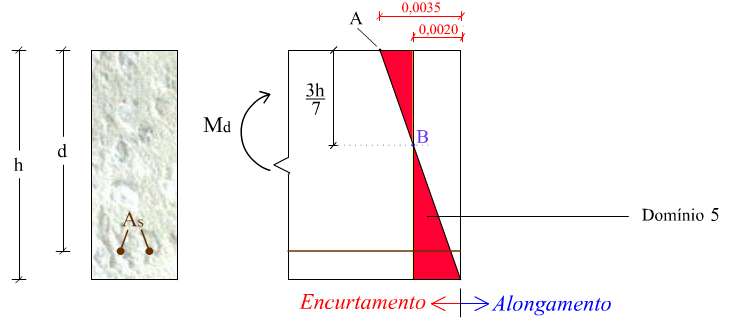 0,0035
A
0,0020
3h
7
B
Md
d
h
As
Domínio 5
Encurtamento
Alongamento